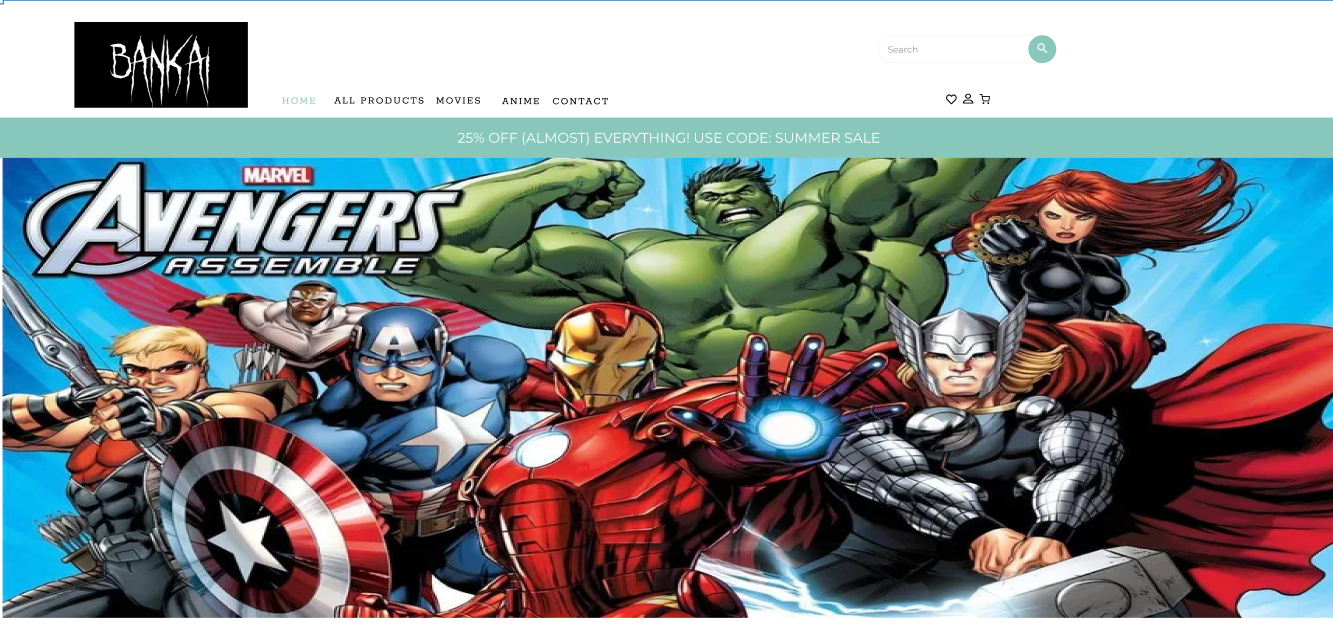 BANKAI
Search
HOME ALL PRODUCTS MOVIES ANIME CONTACT
25% OFF (ALMOST) EVERYTHING! USE CODE: SUMMER SALE
MARVEL
AVENGERS
ASSEMBLE
A